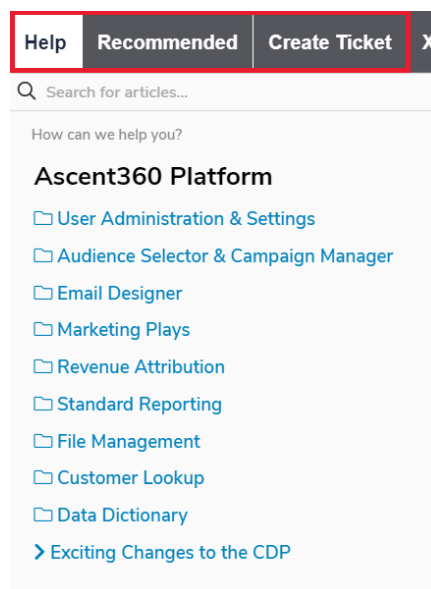 Help Recommended Create Ticket X
Search for articles...
How can we help you?
Ascent360 Platform
User Administration & Settings
Audience Selector & Campaign Manager
Email Designer
Marketing Plays
Revenue Attribution
Standard Reporting
File Management
Customer Lookup
Data Dictionary
Exciting Changes to the CDP